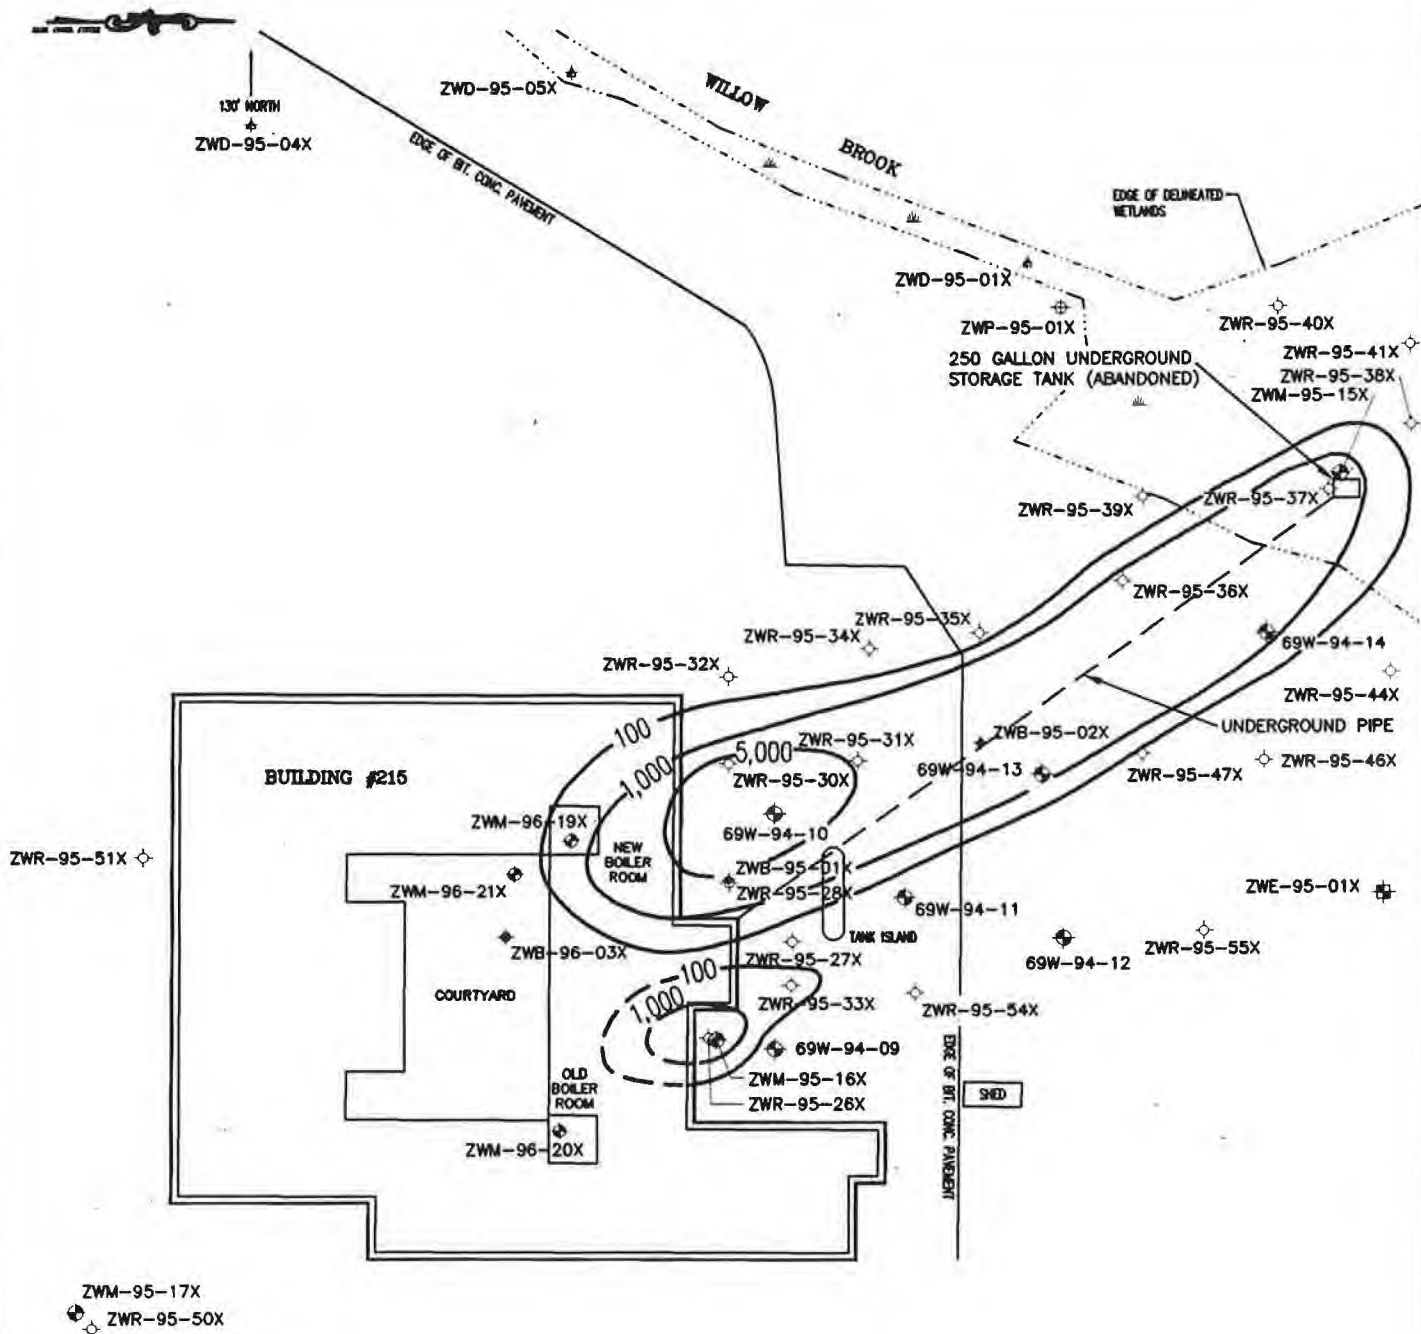 ZWD-95-05X
WILLOW
BROOK
130' NORTH
ZWD-95-04X
EDGE OF BIT. CONC. PAVEMENT
EDGE OF DELINEATED
WETLANDS
ZWD-95-01X
ZWP-95-01X
ZWR-95-40X
250 GALLON UNDERGROUND
STORAGE TANK (ABANDONED)
ZWR-95-41X
ZWR-95-38X
ZWM-95-15X
ZWR-95-37X
ZWR-95-39X
ZWR-95-36X
ZWR-95-35X
ZWR-95-34X
69W-94-14
ZWR-95-32X
ZWR-95-44X
UNDERGROUND PIPE
100
1,000
5,000
ZWR-95-31X
ZWB-95-02X
ZWR-95-46X
ZWR-95-47X
BUILDING #215
ZWR-95-30X
69W-94-13
ZWM-96-19X
69W-94-10
NEW
BOILER
ROOM
ZWR-95-51X
ZWB-95-01X
ZWM-96-21X
ZWR-95-28X
ZWE-95-01X
69W-94-11
TANK ISLAND
ZWB-96-03X
ZWR-95-27X
69W-94-12
ZWR-95-55X
COURTYARD
100
1,000
ZWR-95-33X
ZWR-95-54X
69W-94-09
OLD
BOILER
ROOM
ZWM-95-16X
ZWR-95-26X
EDGE OF BIT. CONC. PAVEMENT
SHED
ZWM-96-20X
ZWM-95-17X
ZWR-95-50X